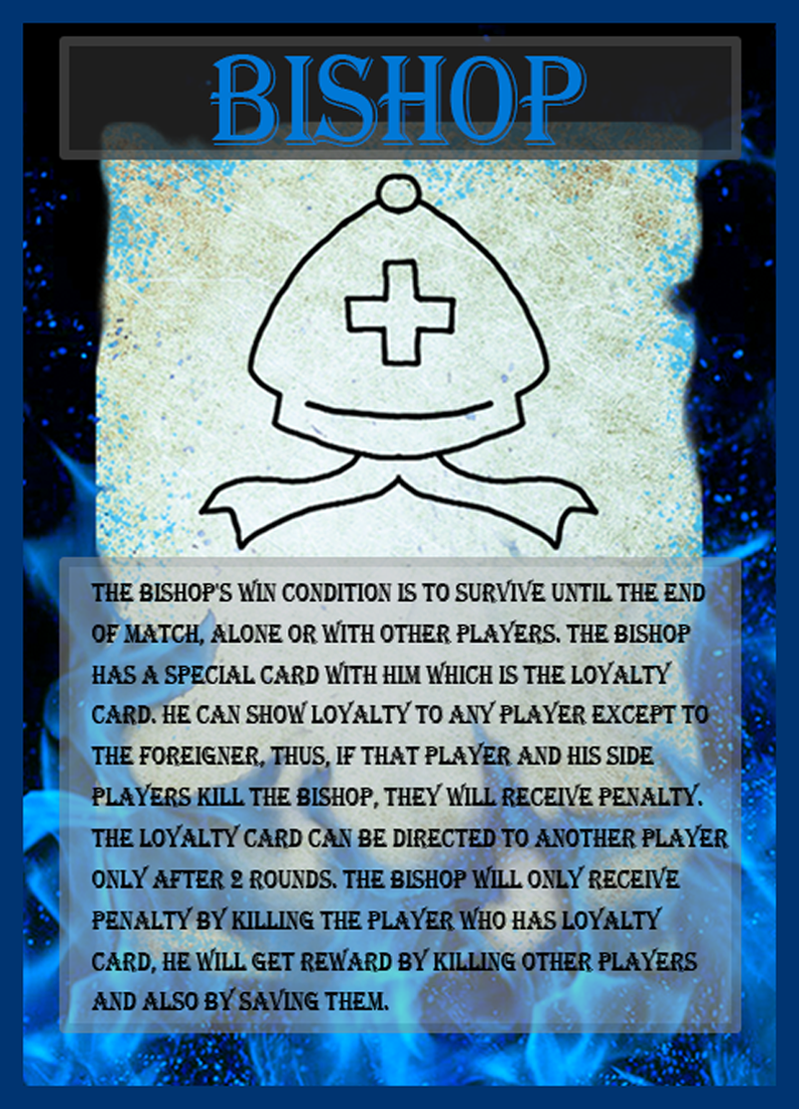 BISHOP
THE BISHOP'S WIN CONDITION IS TO SURVIVE UNTIL THE END
OF MATCH, ALONE OR WITH OTHER PLAYERS. THE BISHOP
HAS A SPECIAL CARD WITH HIM WHICH IS THE LOYALTY
CARD. HE CAN SHOW LOYALTY TO ANY PLAYER EXCEPT TO
THE FOREIGNER, THUS, IF THAT PLAYER AND HIS SIDE
PLAYERS KILL THE BISHOP, THEY WILL RECEIVE PENALTY.
THE LOYALTY CARD CAN BE DIRECTED TO ANOTHER PLAYER
ONLY AFTER 2 ROUNDS. THE BISHOP WILL ONLY RECEIVE
PENALTY BY KILLING THE PLAYER WHO HAS LOYALTY
CARD, HE WILL GET REWARD BY KILLING OTHER PLAYERS
AND ALSO BY SAVING THEM.